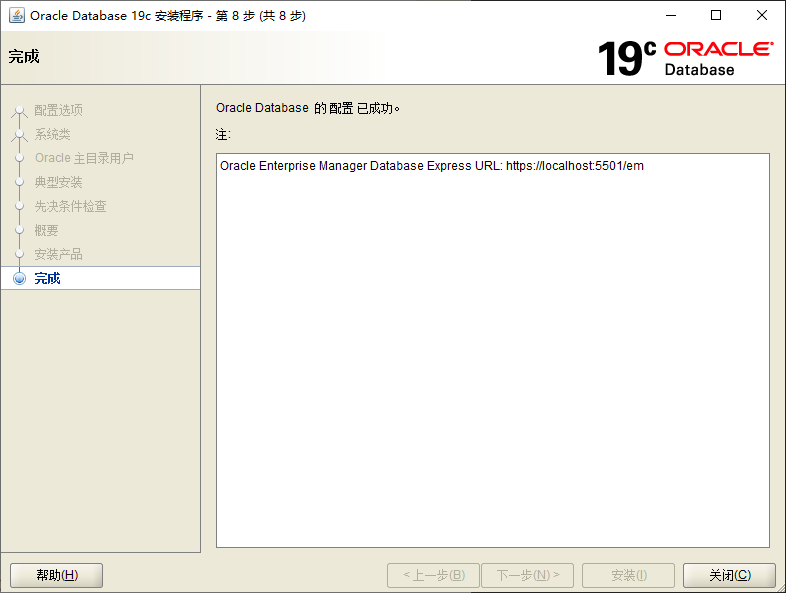 Oracle Database 19c 安装程序 - 第 8 步 (共 8 步)
完成
19c ORACLE Database
配置选项
系统类
Oracle 主目录用户
典型安装
先决条件检查
概要
安装产品
完成
Oracle Database 的 配置 已成功。
注:
Oracle Enterprise Manager Database Express URL: https://localhost:5501/em
帮助(H)
< 上一步(B)
下一步(N) >
安装(I)
关闭(C)